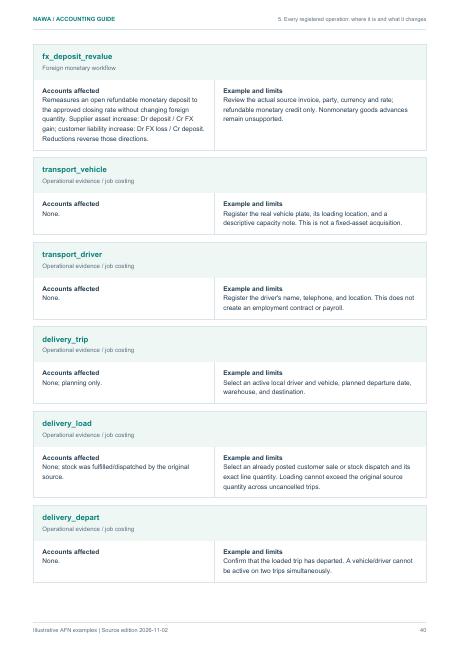 NAWA / ACCOUNTING GUIDE
5. Every registered operation: where it is and what it changes
fx_deposit_revalue
Foreign monetary workflow
Accounts affected
Remeasures an open refundable monetary deposit to
the approved closing rate without changing foreign
quantity. Supplier asset increase: Dr deposit / Cr FX
gain; customer liability increase: Dr FX loss / Cr deposit.
Reductions reverse those directions.
Example and limits
Review the actual source invoice, party, currency and rate;
refundable monetary credit only. Nonmonetary goods advances
remain unsupported.
transport_vehicle
Operational evidence / job costing
Accounts affected
None.
Example and limits
Register the real vehicle plate, its loading location, and a
descriptive capacity note. This is not a fixed-asset acquisition.
transport_driver
Operational evidence / job costing
Accounts affected
None.
Example and limits
Register the driver's name, telephone, and location. This does not
create an employment contract or payroll.
delivery_trip
Operational evidence / job costing
Accounts affected
None; planning only.
Example and limits
Select an active local driver and vehicle, planned departure date,
warehouse, and destination.
delivery_load
Operational evidence / job costing
Accounts affected
None; stock was fulfilled/dispatched by the original
source.
Example and limits
Select an already posted customer sale or stock dispatch and its
exact line quantity. Loading cannot exceed the original source
quantity across uncancelled trips.
delivery_depart
Operational evidence / job costing
Accounts affected
None.
Example and limits
Confirm that the loaded trip has departed. A vehicle/driver cannot
be active on two trips simultaneously.
Illustrative AFN examples | Source edition 2026-11-02
40